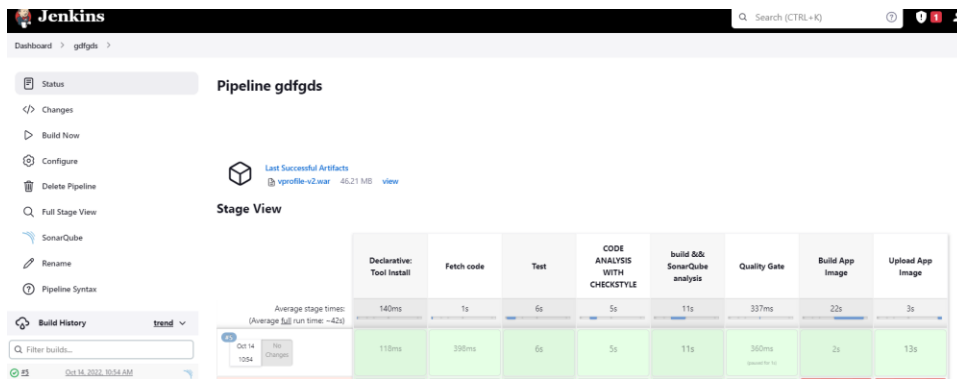 Jenkins
Search (CTRL+K)
1
Dashboard > gdfgds >
Status
</> Changes
Build Now
Configure
Delete Pipeline
Full Stage View
SonarQube
Rename
Pipeline Syntax
Build History trend
Filter builds...
#5 Oct 14, 2022, 10:54 AM
Pipeline gdfgds
Last Successful Artifacts
vprofile-v2.war 46.21 MB view
Stage View
Declarative: Tool Install
Fetch code
Test
CODE ANALYSIS WITH CHECKSTYLE
build && SonarQube analysis
Quality Gate
Build App Image
Upload App Image
Average stage times: 140ms 1s 6s 5s 11s 337ms 22s 3s
(Average full run time: ~42s)
#5
Oct 14 No Changes
10:54
118ms 398ms 6s 5s 11s 360ms 2s 13s